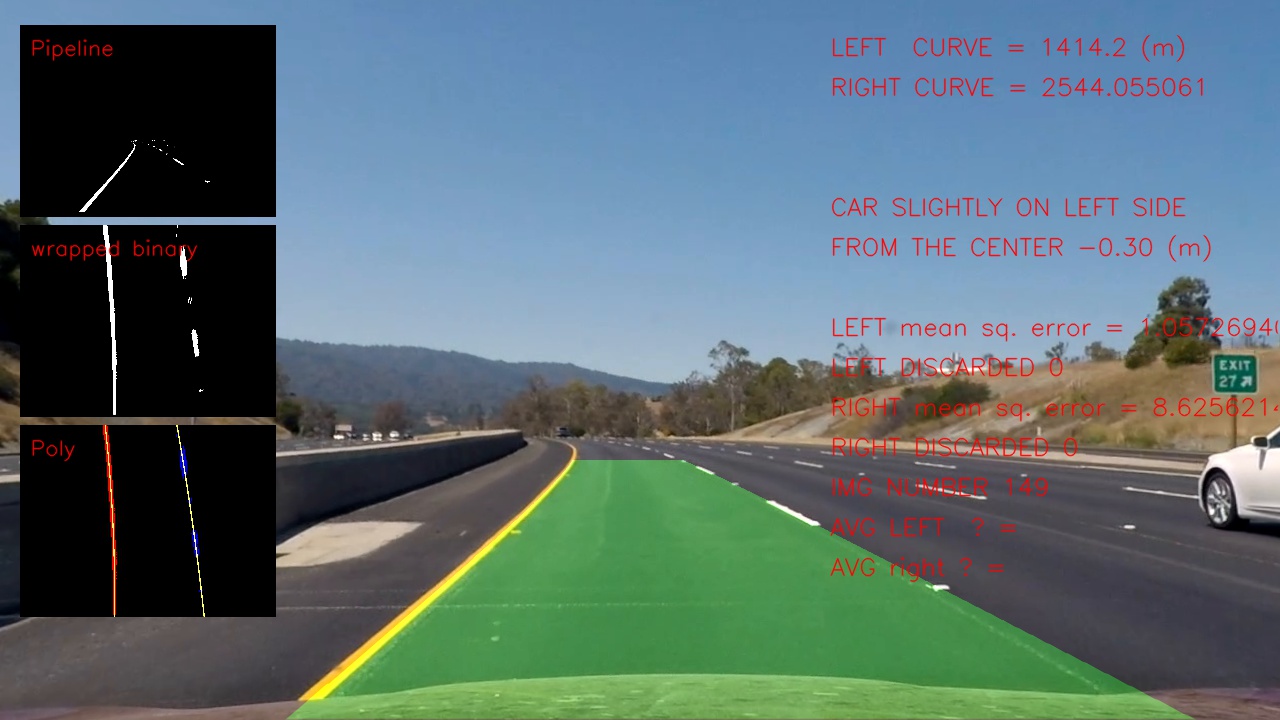 Pipeline
wrapped binary
Poly
LEFT CURVE = 1414.2 (m)
RIGHT CURVE = 2544.055061
CAR SLIGHTLY ON LEFT SIDE
FROM THE CENTER -0.30 (m)
LEFT mean sq. error = 1.0572694
LEFT DISCARDED 0
RIGHT mean sq. error = 8.625621
RIGHT DISCARDED 0
IMG NUMBER 149
AVG LEFT ? =
AVG right ? =
EXIT
27